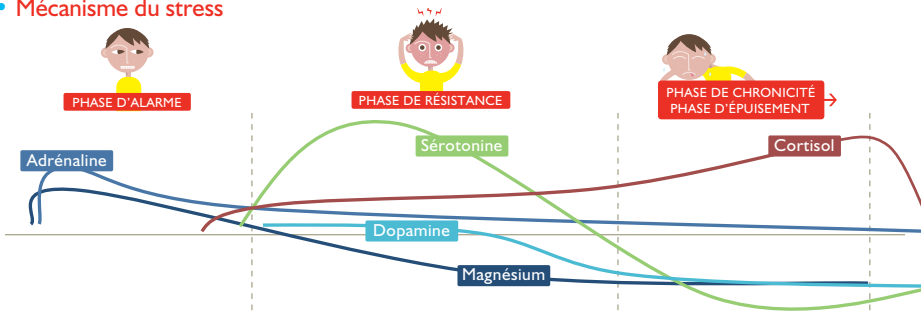 • Mécanisme du stress
PHASE D'ALARME
PHASE DE RÉSISTANCE
PHASE DE CHRONICITÉ
PHASE D'ÉPUISEMENT
Adrénaline
Sérotonine
Cortisol
Dopamine
Magnésium